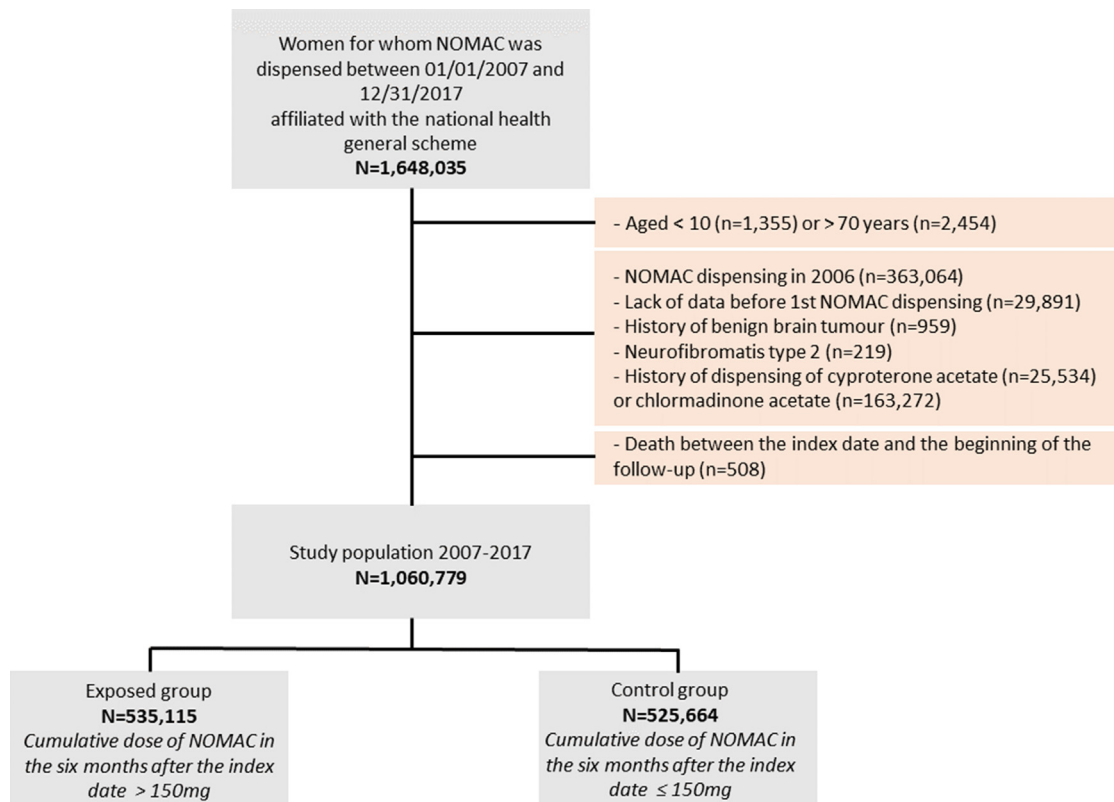 Women for whom NOMAC was
dispensed between 01/01/2007 and
12/31/2017
affiliated with the national health
general scheme
N=1,648,035
- Aged < 10 (n=1,355) or > 70 years (n=2,454)
- NOMAC dispensing in 2006 (n=363,064)
- Lack of data before 1st NOMAC dispensing (n=29,891)
- History of benign brain tumour (n=959)
- Neurofibromatis type 2 (n=219)
- History of dispensing of cyproterone acetate (n=25,534)
or chlormadinone acetate (n=163,272)
- Death between the index date and the beginning of the
follow-up (n=508)
Study population 2007-2017
N=1,060,779
Exposed group
N=535,115
Cumulative dose of NOMAC in
the six months after the index
date > 150mg
Control group
N=525,664
Cumulative dose of NOMAC in
the six months after the index
date ≤ 150mg